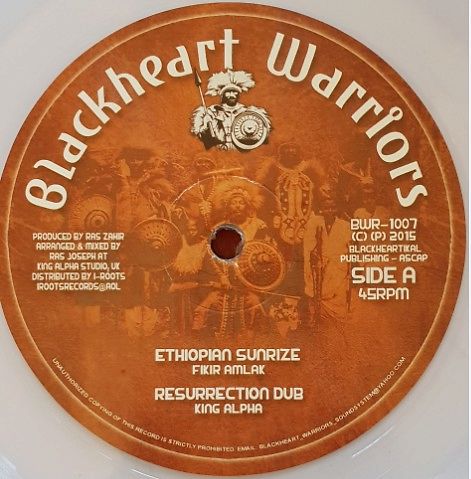 Blackheart Warriors
PRODUCED BY RAS ZAHIR
ARRANGED & MIXED BY
RAS JOSEPH AT
KING ALPHA STUDIO, UK
DISTRIBUTED BY I-ROOTS
IROOTSRECORDS@AOL
BWR-1007
(C) (P) 2015
BLACKHEARTIKAL
PUBLISHING - ASCAP
SIDE A
45RPM
ETHIOPIAN SUNRIZE
FIKIR AMLAK
RESURRECTION DUB
KING ALPHA
UNAUTHORIZED COPYING OF THIS RECORD IS STRICTLY PROHIBITED. EMAIL: BLACKHEART_WARRIORS_SOUNDSYSTEM@YAHOO.COM